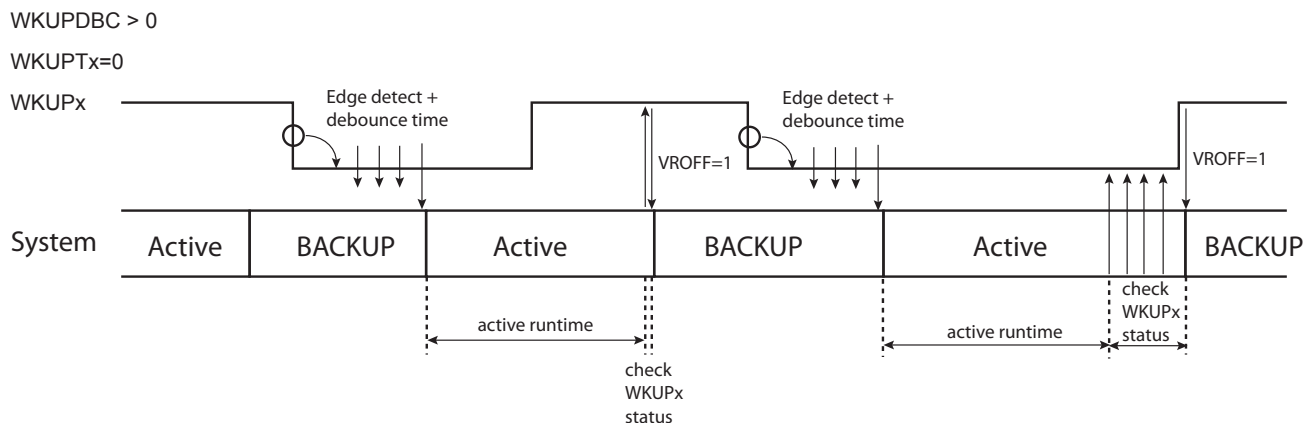 WKUPDBC > 0
WKUPTx=0
WKUPx
Edge detect +
debounce time
VROFF=1
Edge detect +
debounce time
VROFF=1
System
Active
BACKUP
Active
BACKUP
Active
BACKUP
active runtime
check
WKUPx
status
active runtime
check
WKUPx
status